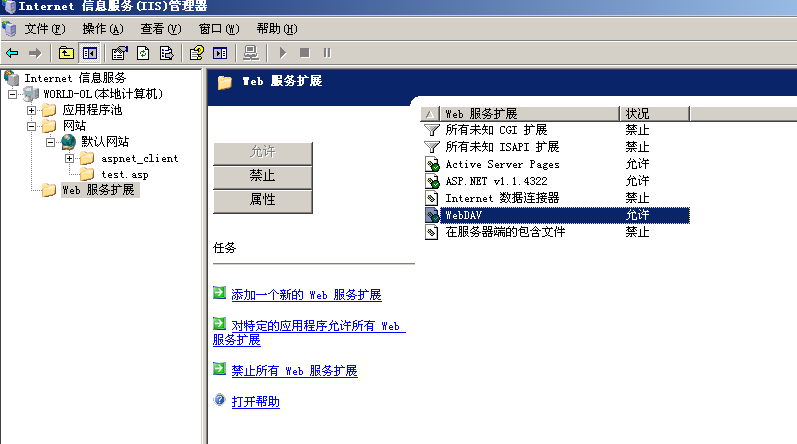 Internet 信息服务(IIS)管理器
文件(F) 操作(A) 查看(V) 窗口(W) 帮助(H)
Internet 信息服务
WORLD-OL(本地计算机)
应用程序池
网站
默认网站
aspnet_client
test.asp
Web 服务扩展
Web 服务扩展
允许
禁止
属性
任务
添加一个新的 Web 服务扩展
对特定的应用程序允许所有 Web
服务扩展
禁止所有 Web 服务扩展
打开帮助
Web 服务扩展 状况
所有未知 CGI 扩展 禁止
所有未知 ISAPI 扩展 禁止
Active Server Pages 允许
ASP.NET v1.1.4322 允许
Internet 数据连接器 禁止
WebDAV 允许
在服务器端的包含文件 禁止